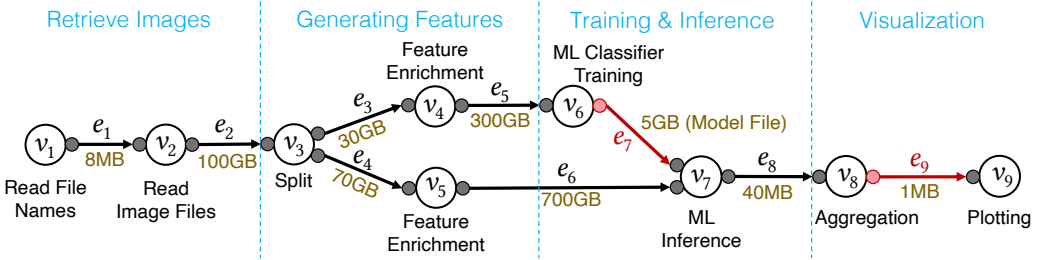 Retrieve Images
Generating Features
Training & Inference
Visualization
Feature
Enrichment
ML Classifier
Training
e3
e5
v4
v6
30GB
300GB
5GB (Model File)
e7
e1
e2
v1
v2
v3
8MB
100GB
e4
70GB
Read File
Names
Read
Image Files
Split
v5
e6
700GB
Feature
Enrichment
v7
ML
Inference
e8
40MB
v8
Aggregation
e9
1MB
v9
Plotting